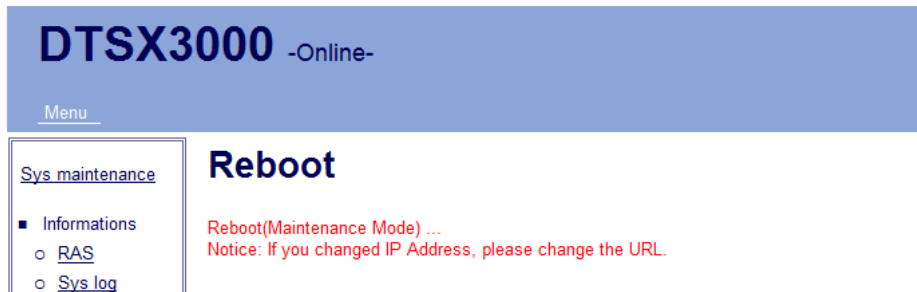 DTSX3000 -Online-
Menu
Sys maintenance
Informations
RAS
Sys log
Reboot
Reboot(Maintenance Mode) ...
Notice: If you changed IP Address, please change the URL.